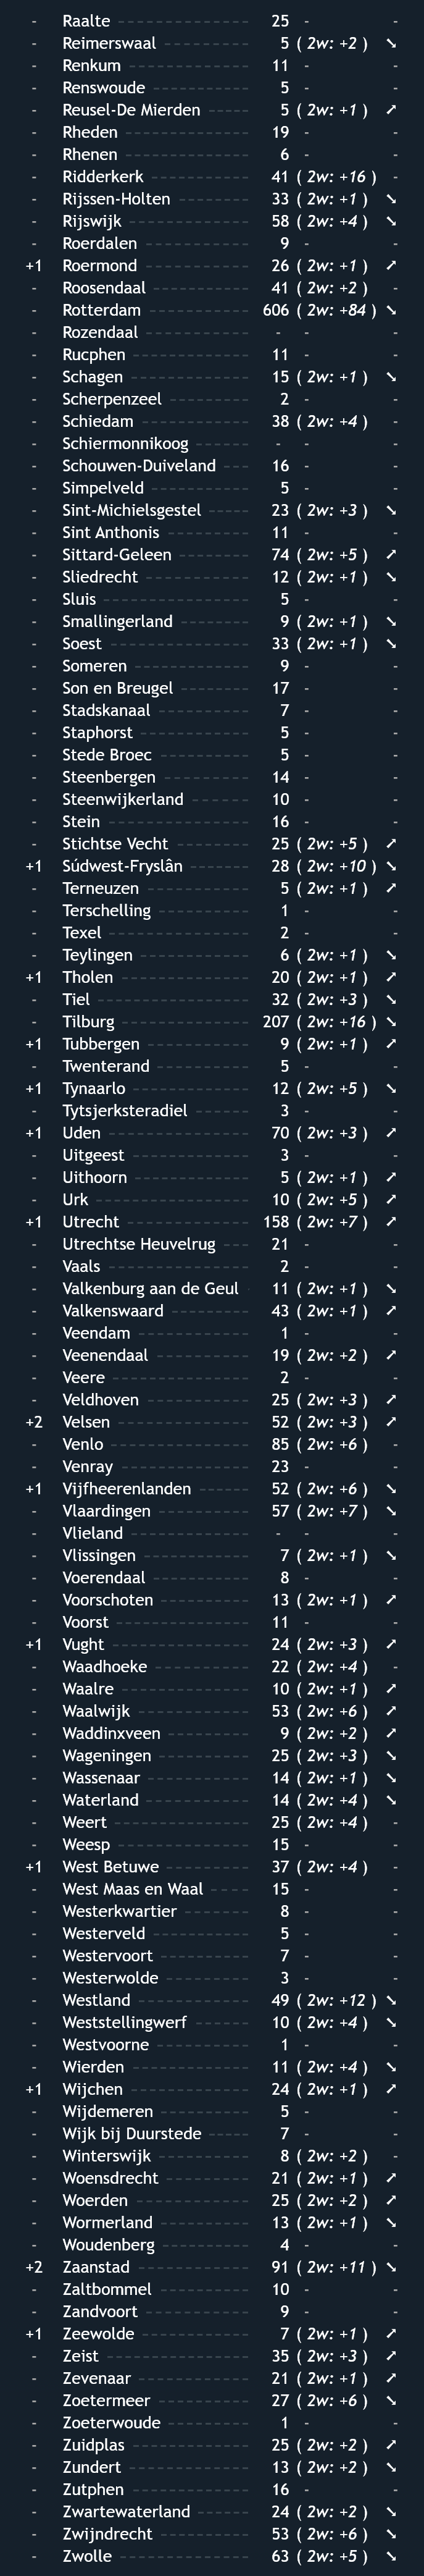 - Raalte 25 - -
- Reimerswaal 5 ( 2w: +2 ) ➘
- Renkum 11 - -
- Renswoude 5 - -
- Reusel-De Mierden 5 ( 2w: +1 ) ➚
- Rheden 19 - -
- Rhenen 6 - -
- Ridderkerk 41 ( 2w: +16 ) -
- Rijssen-Holten 33 ( 2w: +1 ) ➘
- Rijswijk 58 ( 2w: +4 ) ➘
- Roerdalen 9 - -
+1 Roermond 26 ( 2w: +1 ) ➚
- Roosendaal 41 ( 2w: +2 ) -
- Rotterdam 606 ( 2w: +84 ) ➘
- Rozendaal - - -
- Rucphen 11 - -
- Schagen 15 ( 2w: +1 ) ➘
- Scherpenzeel 2 - -
- Schiedam 38 ( 2w: +4 ) -
- Schiermonnikoog - - -
- Schouwen-Duiveland 16 - -
- Simpelveld 5 - -
- Sint-Michielsgestel 23 ( 2w: +3 ) ➘
- Sint Anthonis 11 - -
- Sittard-Geleen 74 ( 2w: +5 ) ➚
- Sliedrecht 12 ( 2w: +1 ) ➘
- Sluis 5 - -
- Smallingerland 9 ( 2w: +1 ) ➘
- Soest 33 ( 2w: +1 ) ➘
- Someren 9 - -
- Son en Breugel 17 - -
- Stadskanaal 7 - -
- Staphorst 5 - -
- Stede Broec 5 - -
- Steenbergen 14 - -
- Steenwijkerland 10 - -
- Stein 16 - -
- Stichtse Vecht 25 ( 2w: +5 ) ➚
+1 Súdwest-Fryslân 28 ( 2w: +10 ) ➘
- Terneuzen 5 ( 2w: +1 ) ➚
- Terschelling 1 - -
- Texel 2 - -
- Teylingen 6 ( 2w: +1 ) ➘
+1 Tholen 20 ( 2w: +1 ) ➚
- Tiel 32 ( 2w: +3 ) ➘
- Tilburg 207 ( 2w: +16 ) ➘
+1 Tubbergen 9 ( 2w: +1 ) ➚
- Twenterand 5 - -
+1 Tynaarlo 12 ( 2w: +5 ) ➘
- Tytsjerksteradiel 3 - -
+1 Uden 70 ( 2w: +3 ) ➚
- Uitgeest 3 - -
- Uithoorn 5 ( 2w: +1 ) ➚
- Urk 10 ( 2w: +5 ) ➚
+1 Utrecht 158 ( 2w: +7 ) ➚
- Utrechtse Heuvelrug 21 - -
- Vaals 2 - -
- Valkenburg aan de Geul 11 ( 2w: +1 ) ➘
- Valkenswaard 43 ( 2w: +1 ) ➚
- Veendam 1 - -
- Veenendaal 19 ( 2w: +2 ) ➚
- Veere 2 - -
- Veldhoven 25 ( 2w: +3 ) ➚
+2 Velsen 52 ( 2w: +3 ) ➚
- Venlo 85 ( 2w: +6 ) -
- Venray 23 - -
+1 Vijfheerenlanden 52 ( 2w: +6 ) ➘
- Vlaardingen 57 ( 2w: +7 ) ➘
- Vlieland - - -
- Vlissingen 7 ( 2w: +1 ) ➘
- Voerendaal 8 - -
- Voorschoten 13 ( 2w: +1 ) ➚
- Voorst 11 - -
+1 Vught 24 ( 2w: +3 ) ➚
- Waadhoeke 22 ( 2w: +4 ) -
- Waalre 10 ( 2w: +1 ) ➚
- Waalwijk 53 ( 2w: +6 ) ➚
- Waddinxveen 9 ( 2w: +2 ) ➚
- Wageningen 25 ( 2w: +3 ) ➘
- Wassenaar 14 ( 2w: +1 ) ➘
- Waterland 14 ( 2w: +4 ) ➘
- Weert 25 ( 2w: +4 ) -
- Weesp 15 - -
+1 West Betuwe 37 ( 2w: +4 ) -
- West Maas en Waal 15 - -
- Westerkwartier 8 - -
- Westerveld 5 - -
- Westervoort 7 - -
- Westerwolde 3 - -
- Westland 49 ( 2w: +12 ) ➘
- Weststellingwerf 10 ( 2w: +4 ) ➘
- Westvoorne 1 - -
- Wierden 11 ( 2w: +4 ) ➘
+1 Wijchen 24 ( 2w: +1 ) ➚
- Wijdemeren 5 - -
- Wijk bij Duurstede 7 - -
- Winterswijk 8 ( 2w: +2 ) -
- Woensdrecht 21 ( 2w: +1 ) ➚
- Woerden 25 ( 2w: +2 ) ➚
- Wormerland 13 ( 2w: +1 ) ➘
- Woudenberg 4 - -
+2 Zaanstad 91 ( 2w: +11 ) ➘
- Zaltbommel 10 - -
- Zandvoort 9 - -
+1 Zeewolde 7 ( 2w: +1 ) ➚
- Zeist 35 ( 2w: +3 ) ➚
- Zevenaar 21 ( 2w: +1 ) ➚
- Zoetermeer 27 ( 2w: +6 ) ➘
- Zoeterwoude 1 - -
- Zuidplas 25 ( 2w: +2 ) ➚
- Zundert 13 ( 2w: +2 ) ➘
- Zutphen 16 - -
- Zwartewaterland 24 ( 2w: +2 ) ➘
- Zwijndrecht 53 ( 2w: +6 ) ➘
- Zwolle 63 ( 2w: +5 ) ➘